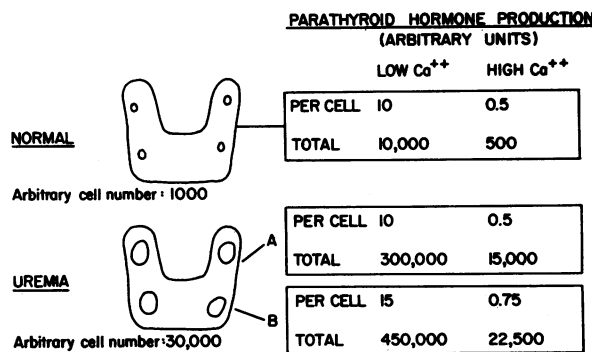 PARATHYROID HORMONE PRODUCTION
(ARBITRARY UNITS)
LOW Ca++ HIGH Ca++
NORMAL
PER CELL 10 0.5
TOTAL 10,000 500
Arbitrary cell number: 1000
UREMIA
A
PER CELL 10 0.5
TOTAL 300,000 15,000
B
PER CELL 15 0.75
TOTAL 450,000 22,500
Arbitrary cell number:30,000